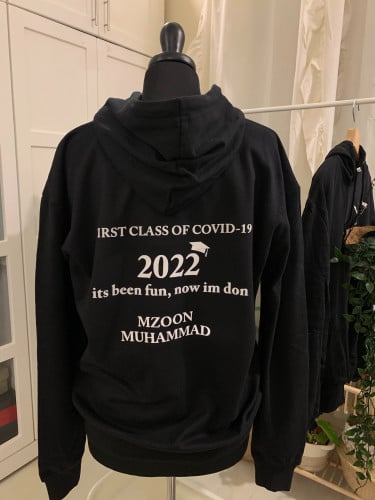 IRST CLASS OF COVID-19
2022
its been fun, now im don
MZOON
MUHAMMAD